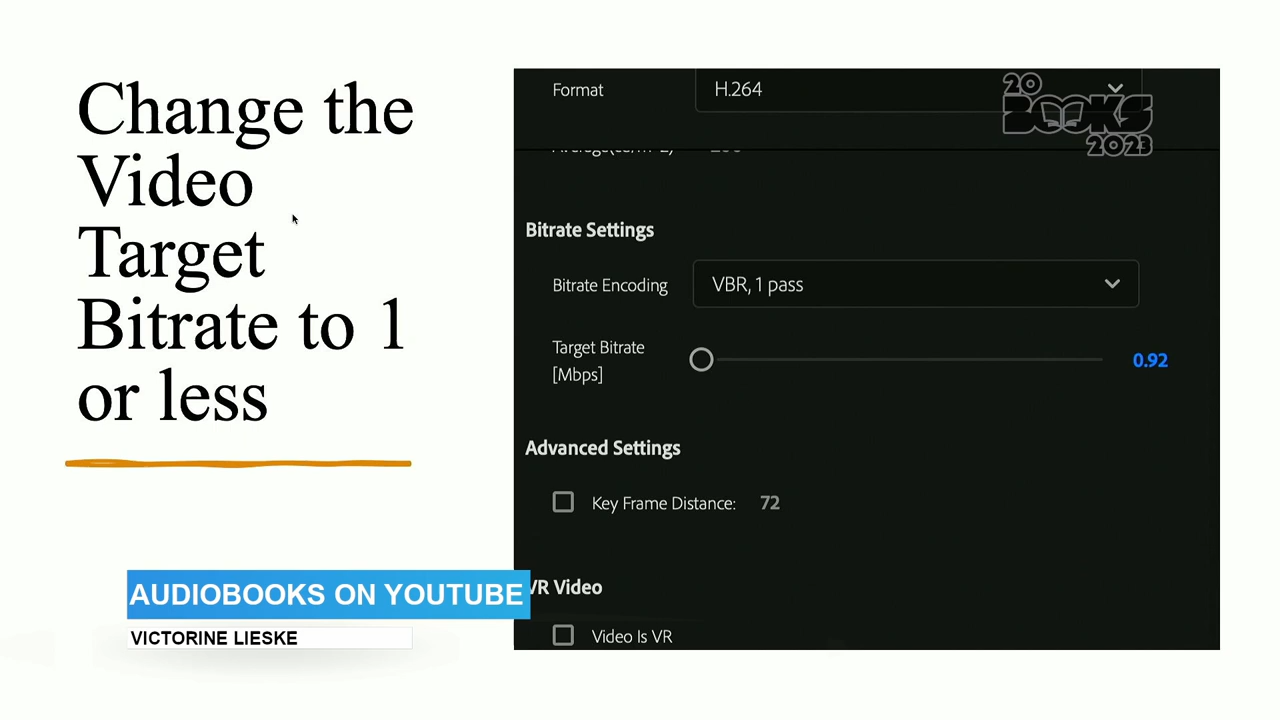 Change the
Video
Target
Bitrate to 1
or less
Format
H.264
20
BOOKS
2023
Bitrate Settings
Bitrate Encoding
VBR, 1 pass
Target Bitrate
[Mbps]
0.92
Advanced Settings
Key Frame Distance:
72
VR Video
Video Is VR
AUDIOBOOKS ON YOUTUBE
VICTORINE LIESKE